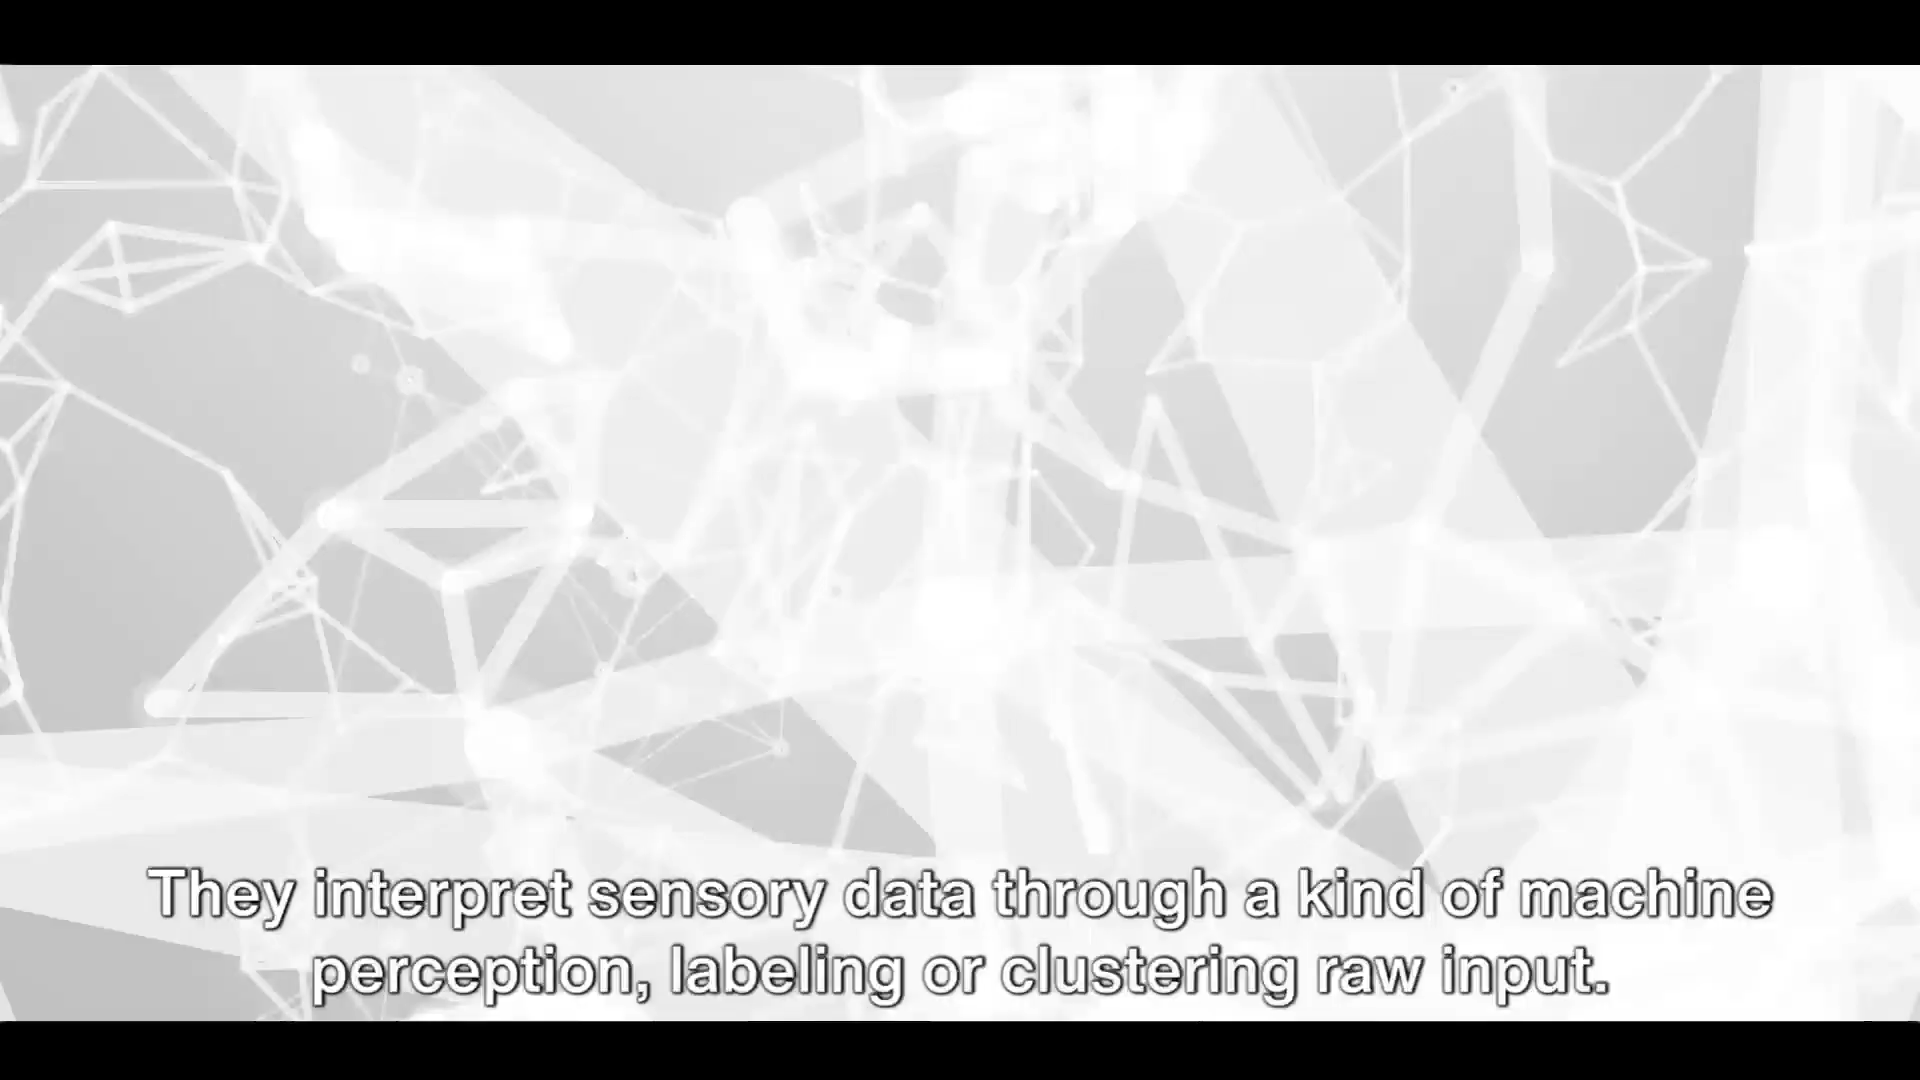 They interpret sensory data through a kind of machine
perception, labeling or clustering raw input.